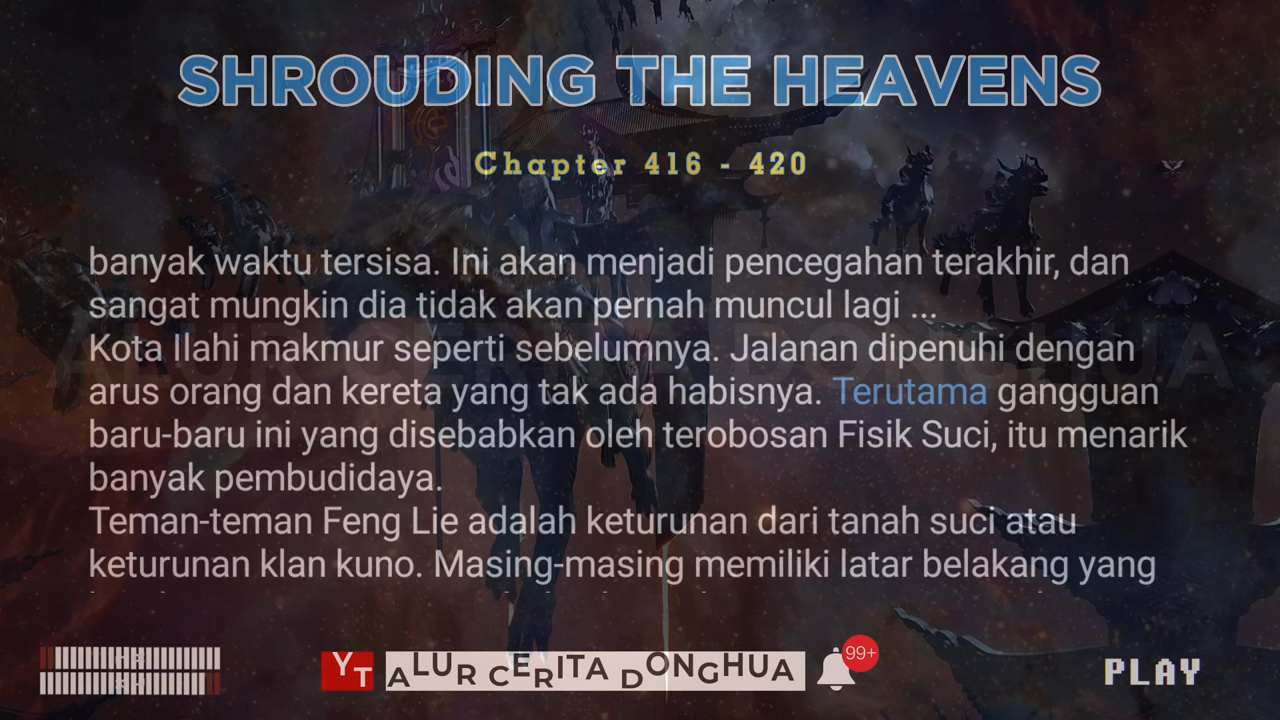 SHROUDING THE HEAVENS
Chapter 416 - 420
banyak waktu tersisa. Ini akan menjadi pencegahan terakhir, dan
sangat mungkin dia tidak akan pernah muncul lagi ...
Kota Ilahi makmur seperti sebelumnya. Jalanan dipenuhi dengan
arus orang dan kereta yang tak ada habisnya. Terutama gangguan
baru-baru ini yang disebabkan oleh terobosan Fisik Suci, itu menarik
banyak pembudidaya.
Teman-teman Feng Lie adalah keturunan dari tanah suci atau
keturunan klan kuno. Masing-masing memiliki latar belakang yang
ALUR CERITA DONGHUA
YT ALUR CERITA DONGHUA 99+
PLAY